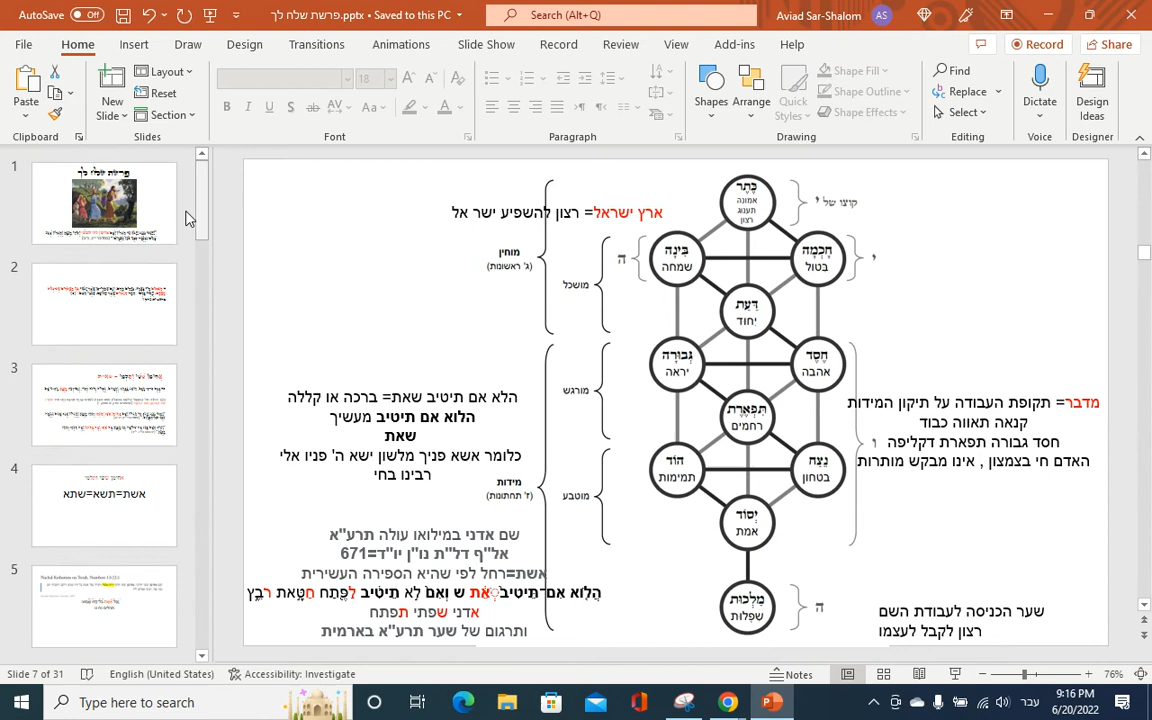 AutoSave Off פרשת שלח לך.pptx • Saved to this PC Search (Alt+Q) Aviad Sar-Shalom AS
File Home Insert Draw Design Transitions Animations Slide Show Record Review View Add-ins Help Record Share
Paste New Slide Layout Reset Section 18 Shapes Arrange Quick Styles Shape Fill Shape Outline Shape Effects Find Replace Select Dictate Design Ideas
Clipboard Slides Font Paragraph Drawing Editing Voice Designer
1
פרשת שלח לך
2
3
4
אשת=תשא=שתא
5
כֶּתֶר
אמונה
תענוג
רצון
קוצו של י
ארץ ישראל= רצון להשפיע ישר אל
מוחין
(ג' ראשונות)
בִּינָה
שמחה
ה
חָכְמָה
בטול
י
מושכל
דַּעַת
יחוד
גְּבוּרָה
יראה
חֶסֶד
אהבה
מורגש
תִּפְאֶרֶת
רחמים
מדבר= תקופת העבודה על תיקון המידות
קנאה תאווה כבוד
חסד גבורה תפארת דקליפה
האדם חי בצמצון , אינו מבקש מותרות
ו
הלא אם תיטיב שאת= ברכה או קללה
הלוא אם תיטיב מעשיך
שאת
כלומר אשא פניך מלשון ישא ה' פניו אלי
רבינו בחי
הוֹד
תמימות
נֵצַח
בטחון
מידות
(ז' תחתונות)
מוטבע
יְסוֹד
אמת
שם אדני במילואו עולה תרע"א
אל"ף דל"ת נו"ן יו"ד=671
אשת=רחל לפי שהיא הספירה העשירית
הֲלוֹא אִם־תֵּיטִיב שְׂאֵת וְאִם לֹא תֵיטִיב לַפֶּתַח חַטָּאת רֹבֵץ
אדני שפתי תפתח
ותרגום של שער תרע"א בארמית
מַלְכוּת
שפלות
ה
שער הכניסה לעבודת השם
רצון לקבל לעצמו
Slide 7 of 31 English (United States) Accessibility: Investigate Notes 76%
Type here to search עבר 9:16 PM
6/20/2022